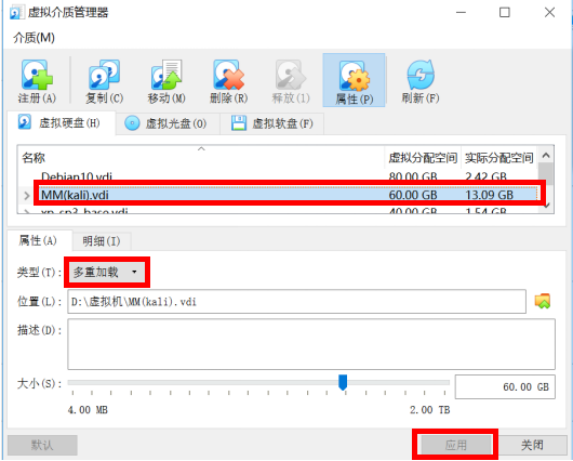 虚拟介质管理器
介质(M)
注册(A) 复制(C) 移动(M) 删除(R) 释放(I) 属性(P) 刷新(F)
虚拟硬盘(H) 虚拟光盘(O) 虚拟软盘(F)
名称 虚拟分配空间 实际分配空间
Debian10.vdi 80.00 GB 2.42 GB
MM(kali).vdi 60.00 GB 13.09 GB
xp_sp3_base.vdi 40.00 GB 1.54 GB
属性(A) 明细(I)
类型(T): 多重加载
位置(L): D:\虚拟机\MM(kali).vdi
描述(D):
大小(S): 60.00 GB
4.00 MB 2.00 TB
默认 应用 关闭